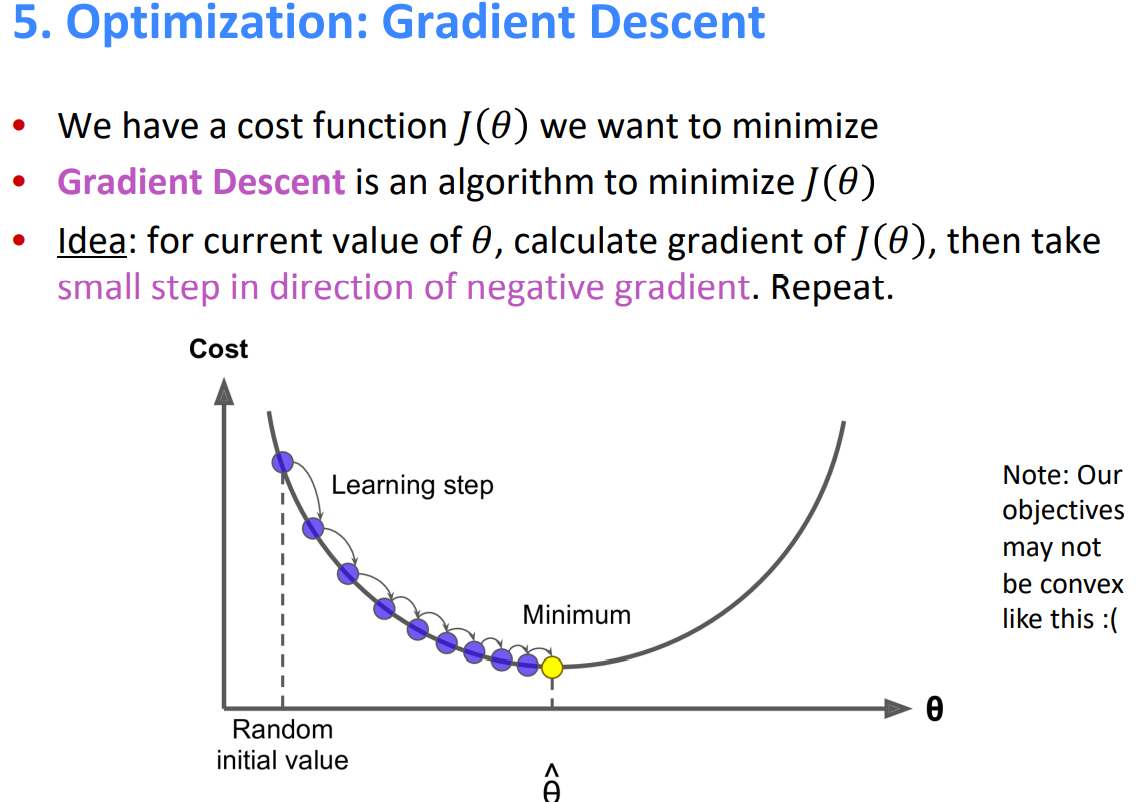 5. Optimization: Gradient Descent
• We have a cost function J(θ) we want to minimize
• Gradient Descent is an algorithm to minimize J(θ)
• Idea: for current value of θ, calculate gradient of J(θ), then take
small step in direction of negative gradient. Repeat.
Cost
Learning step
Minimum
Random
initial value
θ
θ̂
Note: Our
objectives
may not
be convex
like this :(